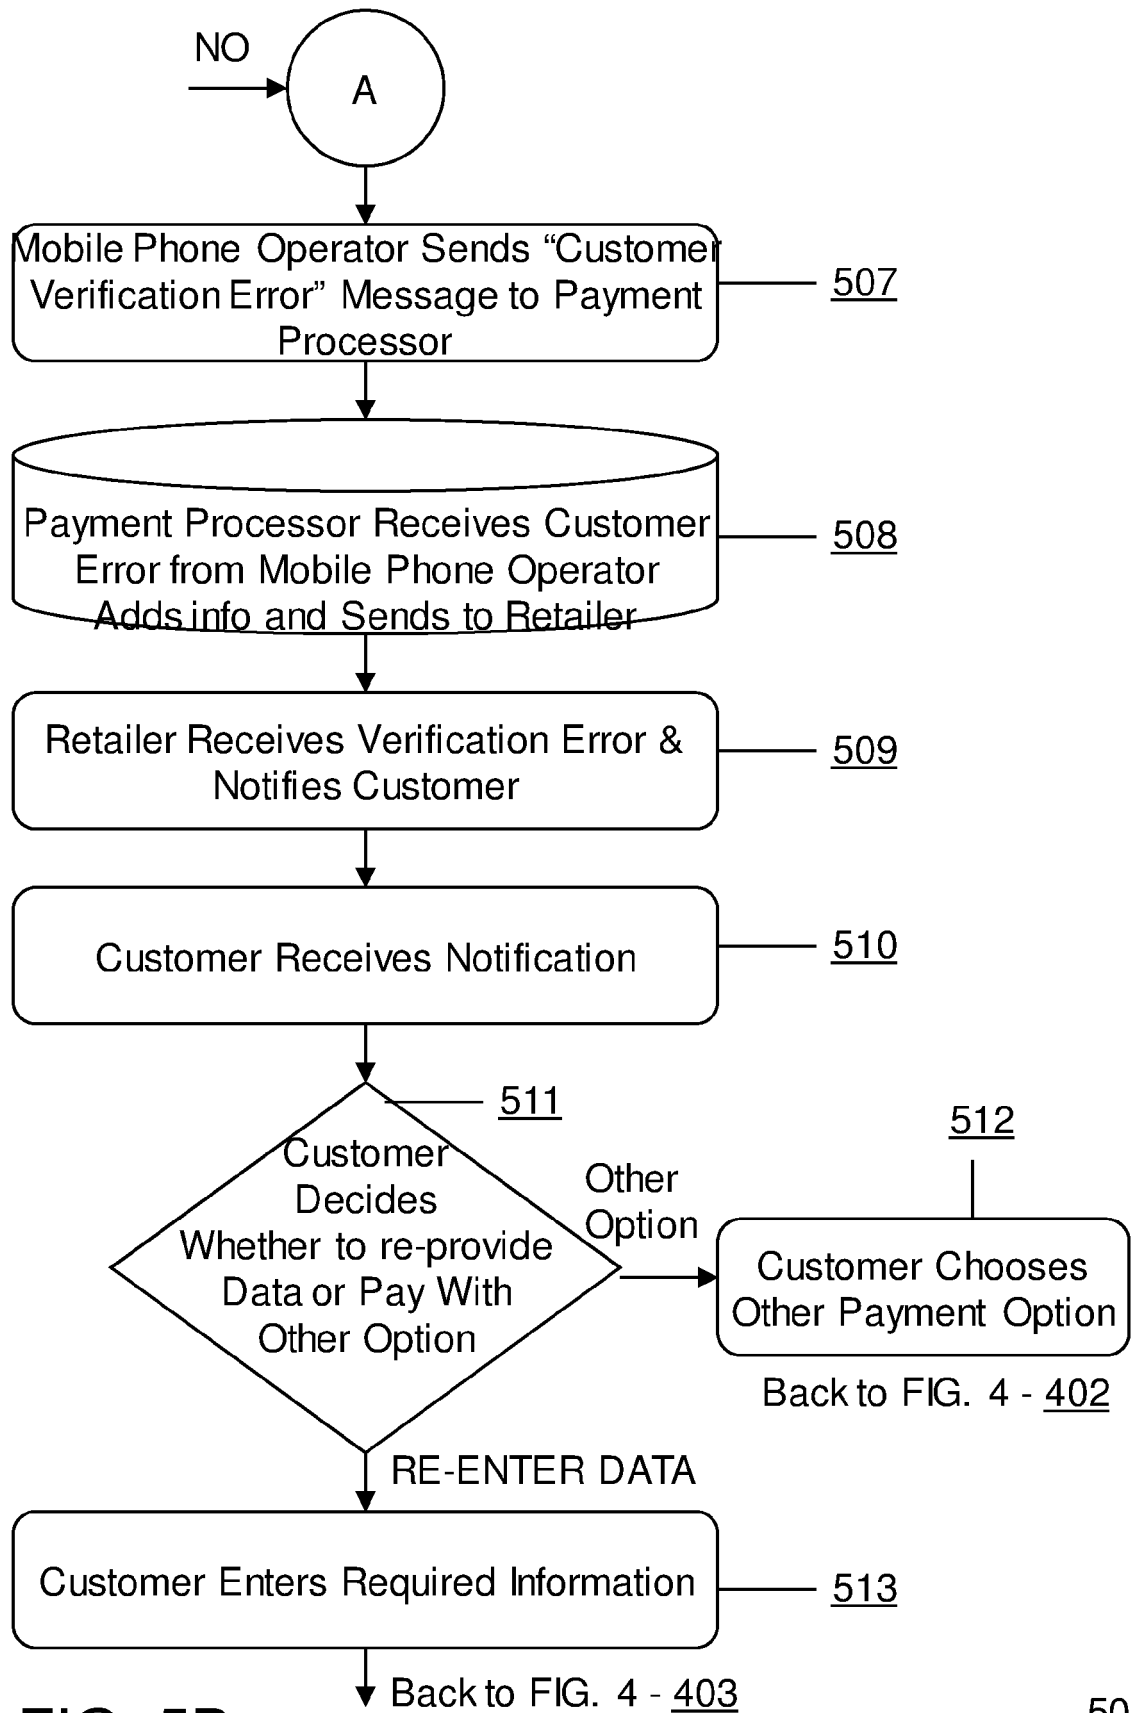 NO
A
Mobile Phone Operator Sends “Customer
Verification Error” Message to Payment
Processor
507
Payment Processor Receives Customer
Error from Mobile Phone Operator
Adds info and Sends to Retailer
508
Retailer Receives Verification Error &
Notifies Customer
509
Customer Receives Notification
510
511
Customer
Decides
Whether to re-provide
Data or Pay With
Other Option
Other
Option
512
Customer Chooses
Other Payment Option
Back to FIG. 4 - 402
RE-ENTER DATA
Customer Enters Required Information
513
Back to FIG. 4 - 403